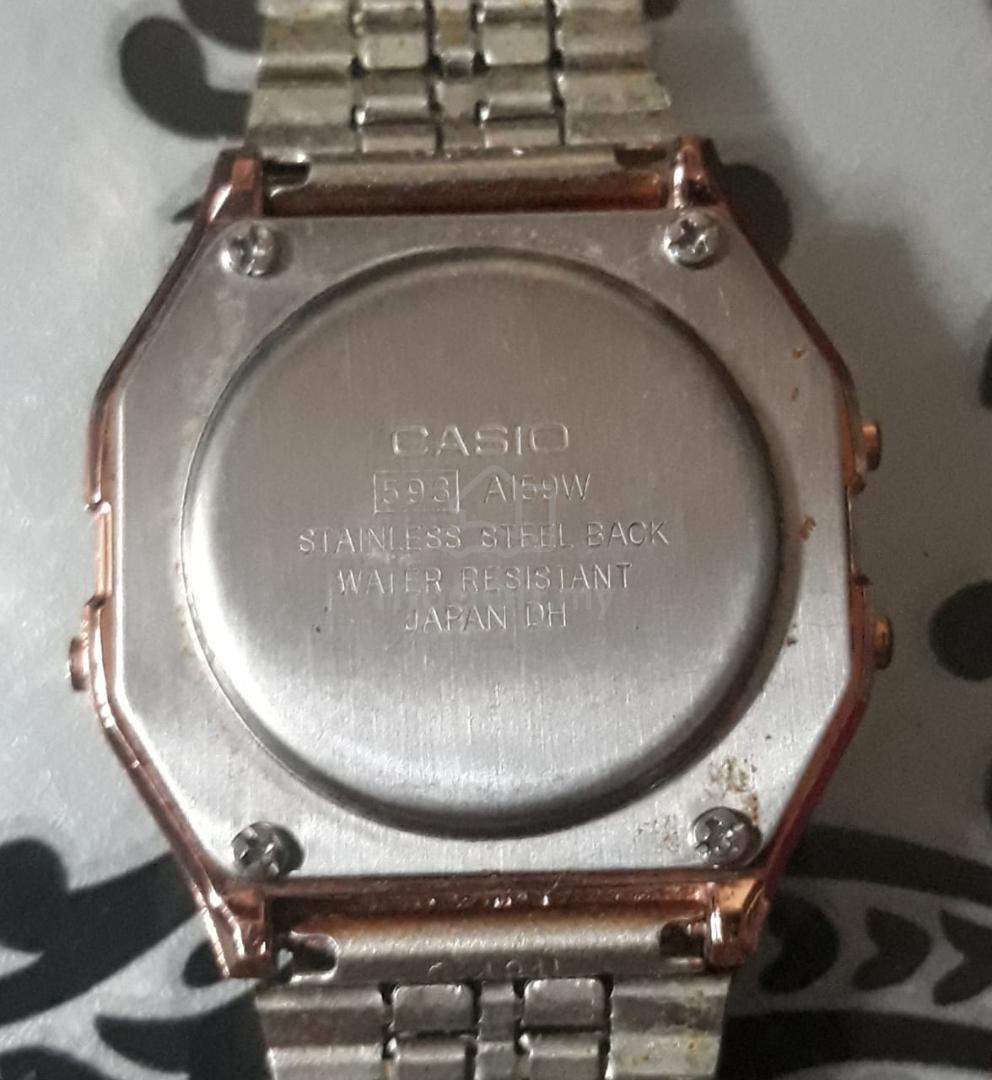 CASIO
593 A159W
STAINLESS STEEL BACK
WATER RESISTANT
JAPAN DH